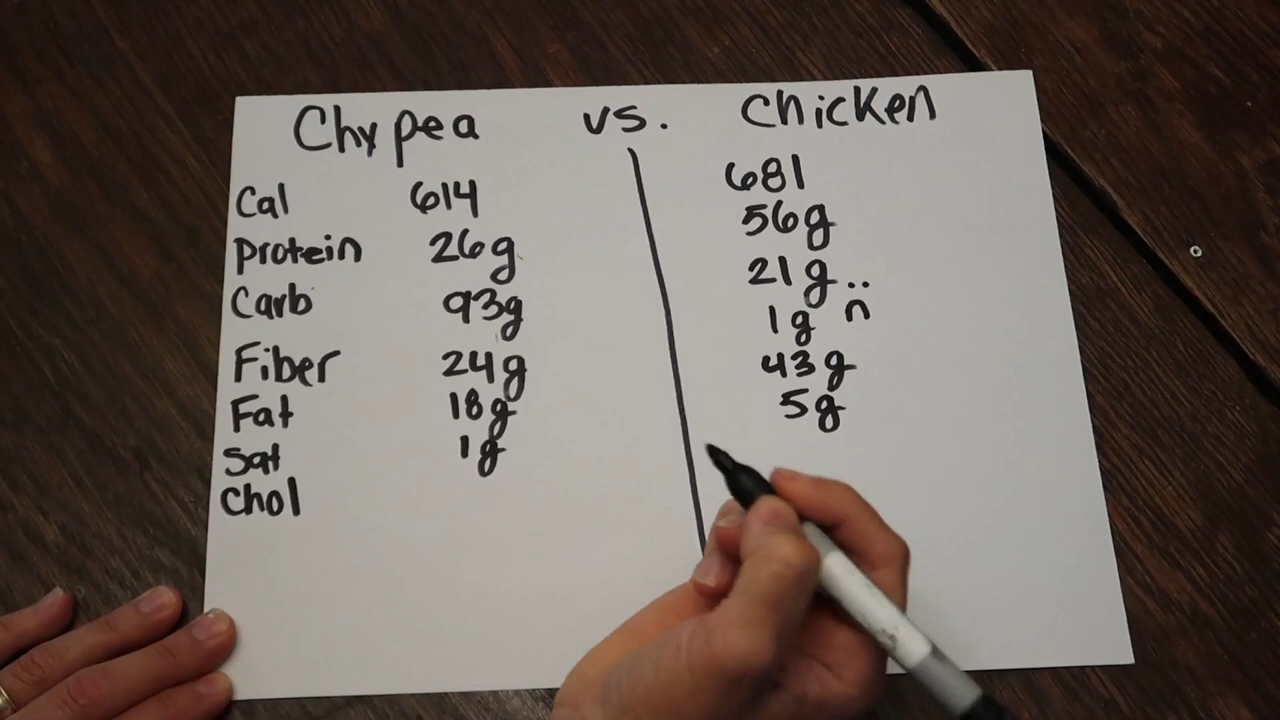 Chypea vs. Chicken
Cal 614 681
Protein 26g 56g
Carb 93g 21g
Fiber 24g 1g
Fat 18g 43g
Sat 1g 5g
Chol